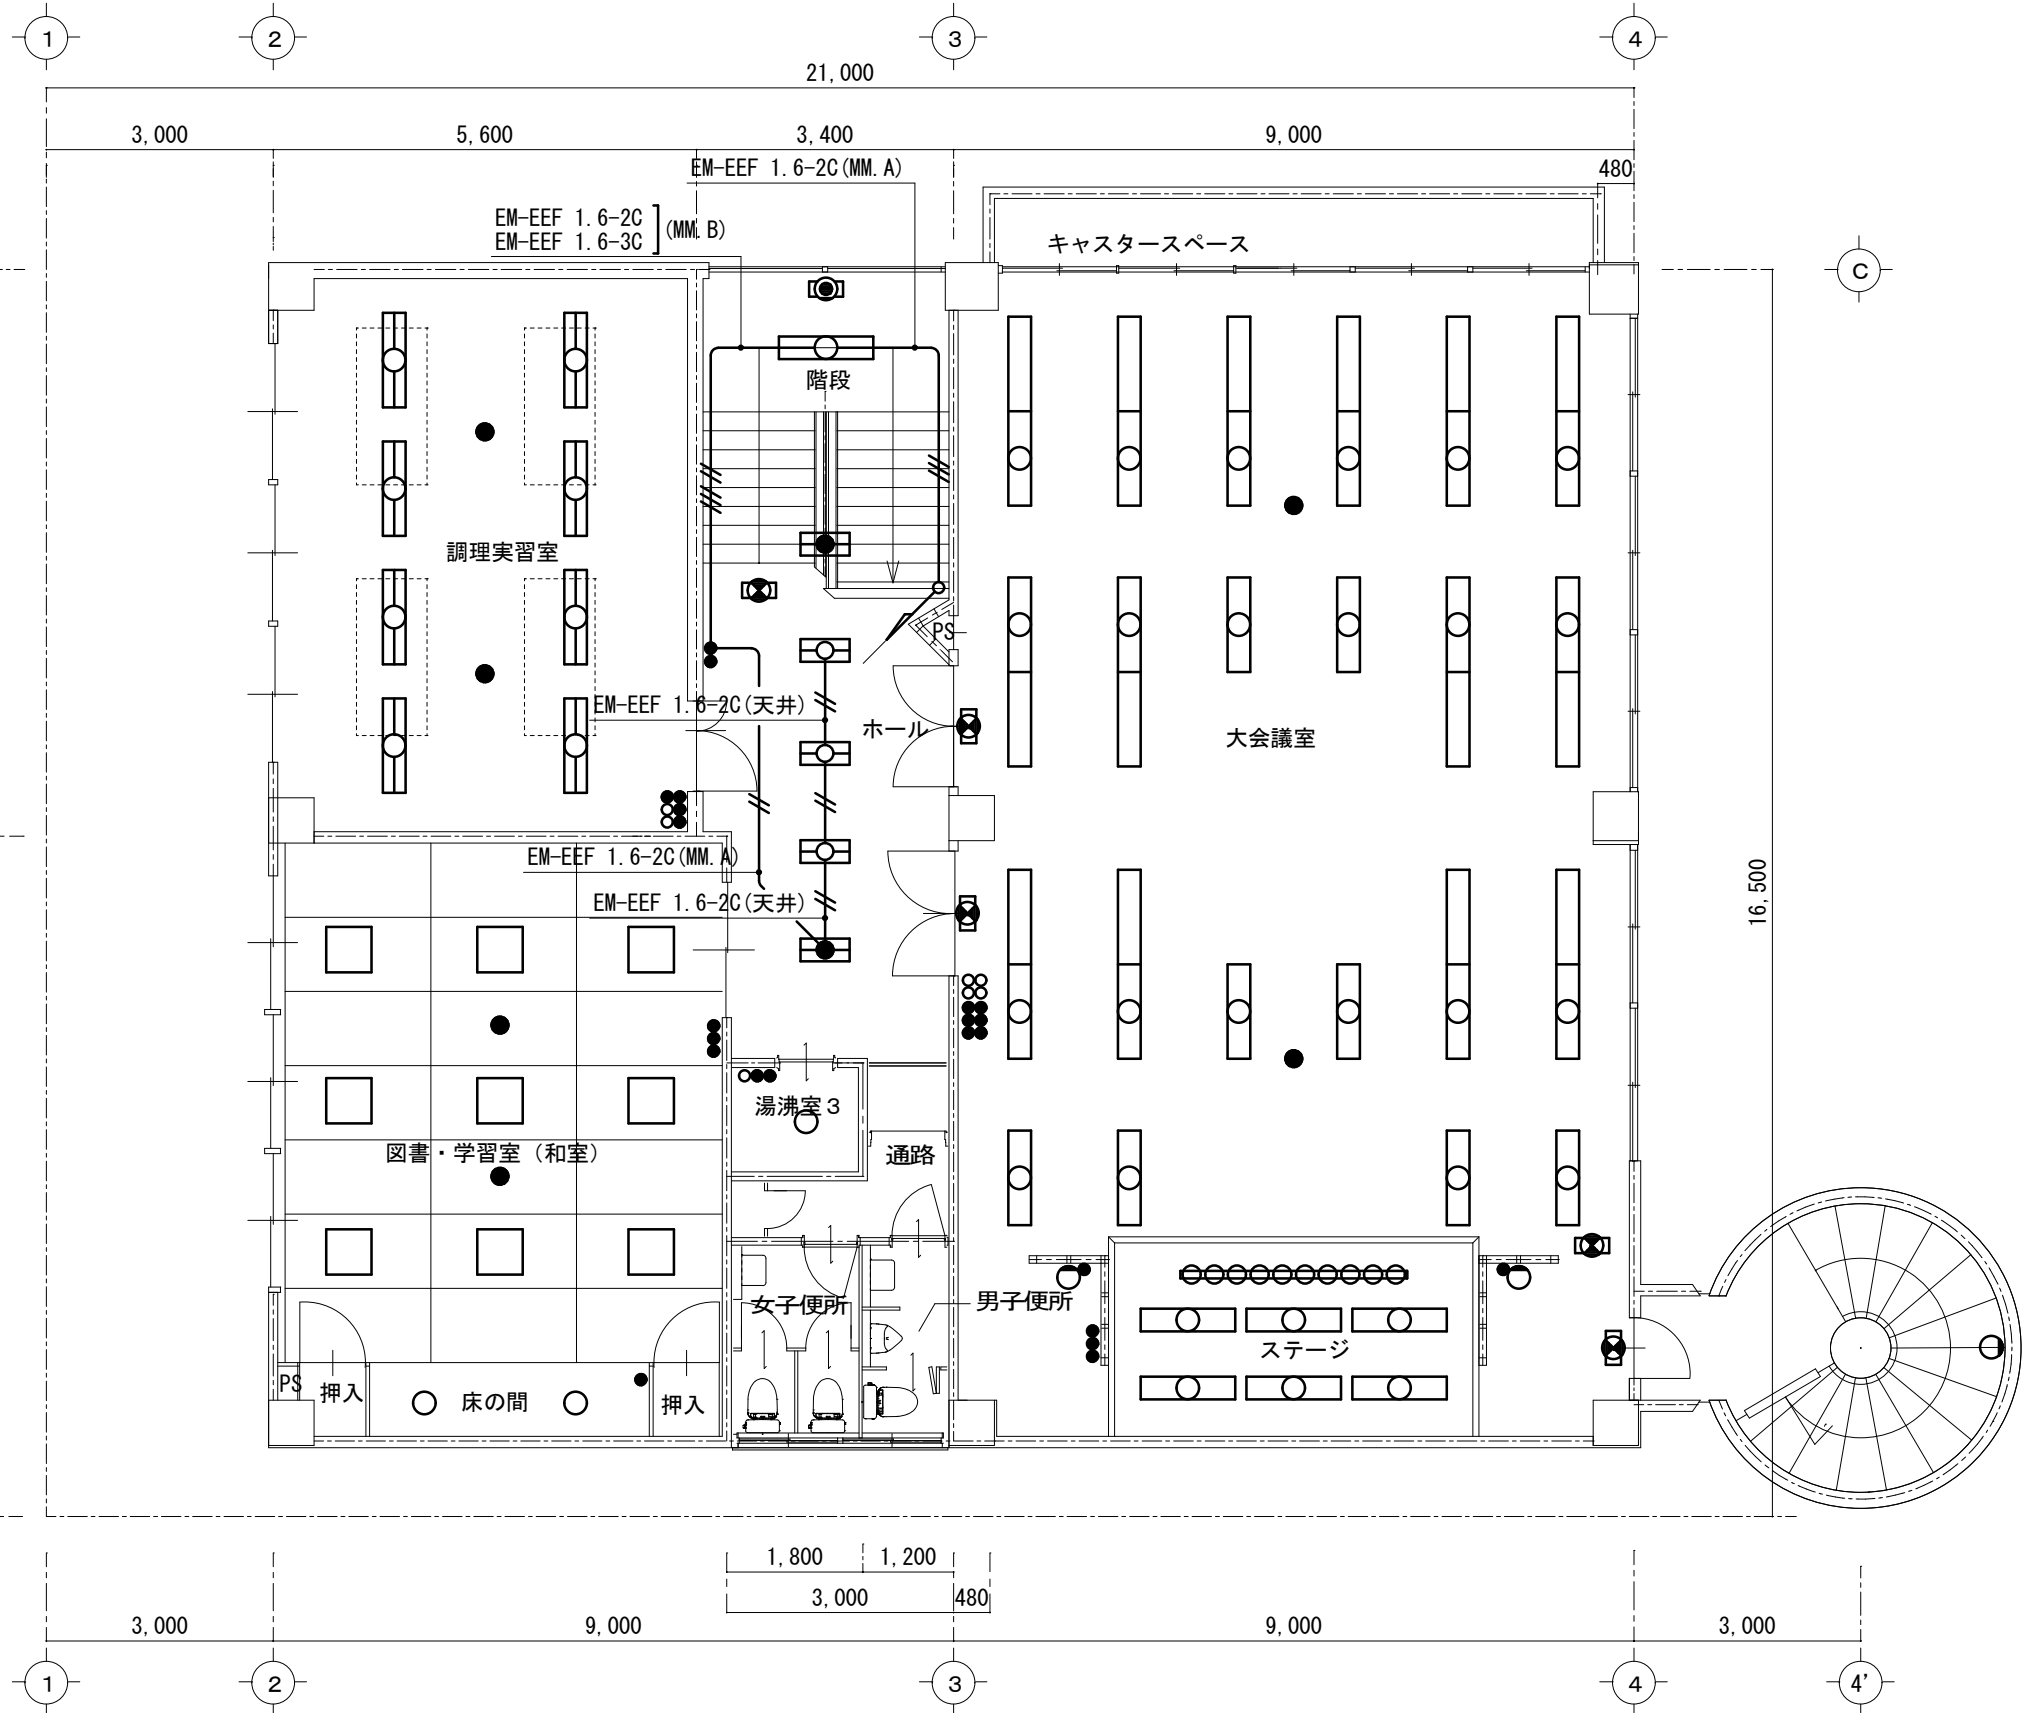 1
2
3
4
21,000
3,000
5,600
3,400
9,000
EM-EEF 1.6-2C(MM.A)
480
EM-EEF 1.6-2C
EM-EEF 1.6-3C
(MM.B)
キャスタースペース
C
階段
調理実習室
PS
EM-EEF 1.6-2C(天井)
ホール
大会議室
EM-EEF 1.6-2C(MM.A)
EM-EEF 1.6-2C(天井)
16,500
湯沸室３
図書・学習室（和室）
通路
女子便所
男子便所
ステージ
PS
押入
床の間
押入
1,800
1,200
3,000
480
3,000
9,000
9,000
3,000
1
2
3
4
4'